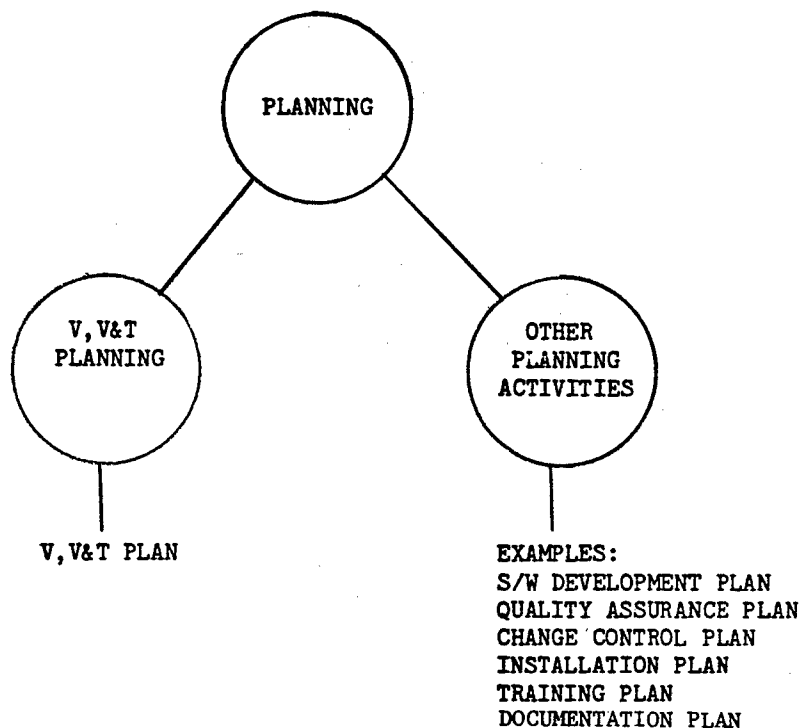 PLANNING
V,V&T
PLANNING
OTHER
PLANNING
ACTIVITIES
V,V&T PLAN
EXAMPLES:
S/W DEVELOPMENT PLAN
QUALITY ASSURANCE PLAN
CHANGE CONTROL PLAN
INSTALLATION PLAN
TRAINING PLAN
DOCUMENTATION PLAN